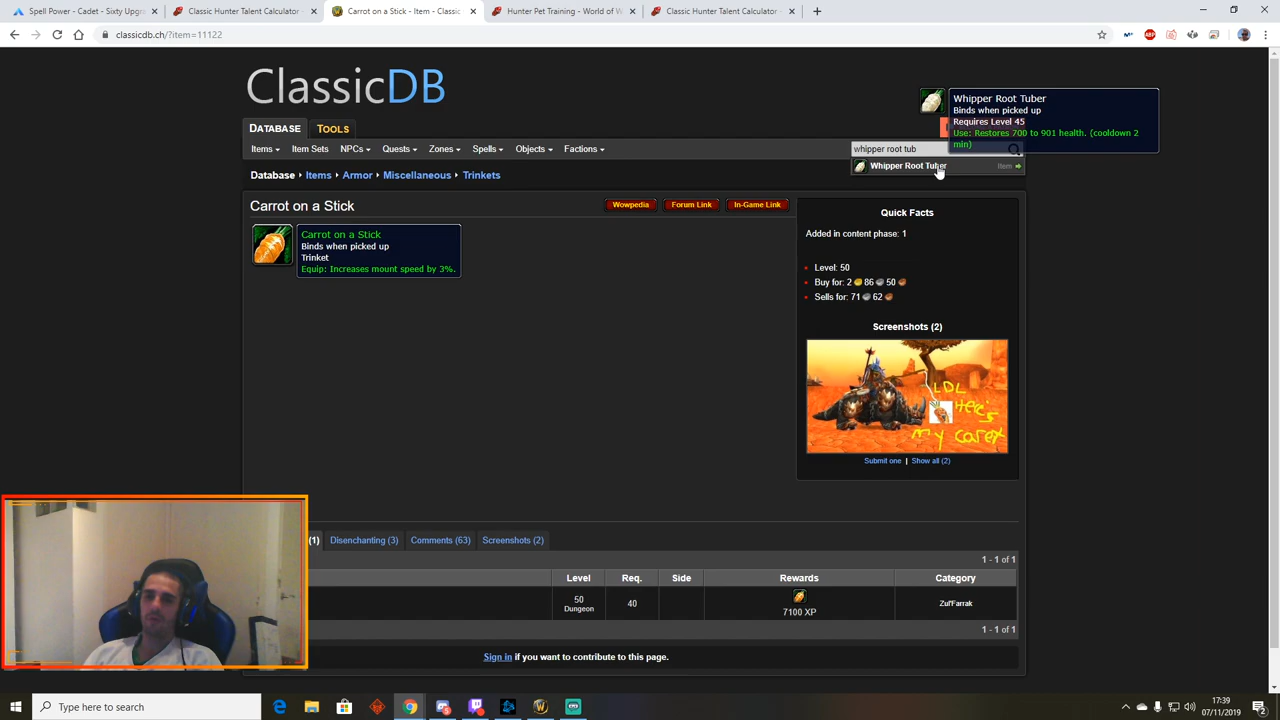 Spell Power - Cadet - Sixty Upgra
Classic Hunter Talent Calculator -
Carrot on a Stick - Item - Classic
Hunter Pet Training - World of W
Classic Hunter Talent Calculator -
classicdb.ch/?item=11122
ABP
ClassicDB
Whipper Root Tuber
Binds when picked up
Requires Level 45
Use: Restores 700 to 901 health. (cooldown 2
min)
DATABASE
TOOLS
Items
Item Sets
NPCs
Quests
Zones
Spells
Objects
Factions
whipper root tub
Whipper Root Tuber
Item
Database: Items Armor Miscellaneous Trinkets
Carrot on a Stick
Wowpedia
Forum Link
In-Game Link
Carrot on a Stick
Binds when picked up
Trinket
Equip: Increases mount speed by 3%.
Quick Facts
Added in content phase: 1
Level: 50
Buy for: 2 86 50
Sells for: 71 62
Screenshots (2)
LOL
Here's
my carrot
Submit one | Show all (2)
(1)
Disenchanting (3)
Comments (63)
Screenshots (2)
1 - 1 of 1
Level
Req.
Side
Rewards
Category
50
Dungeon
40
7100 XP
Zul'Farrak
1 - 1 of 1
Sign in if you want to contribute to this page.
Type here to search
17:39
07/11/2019
2